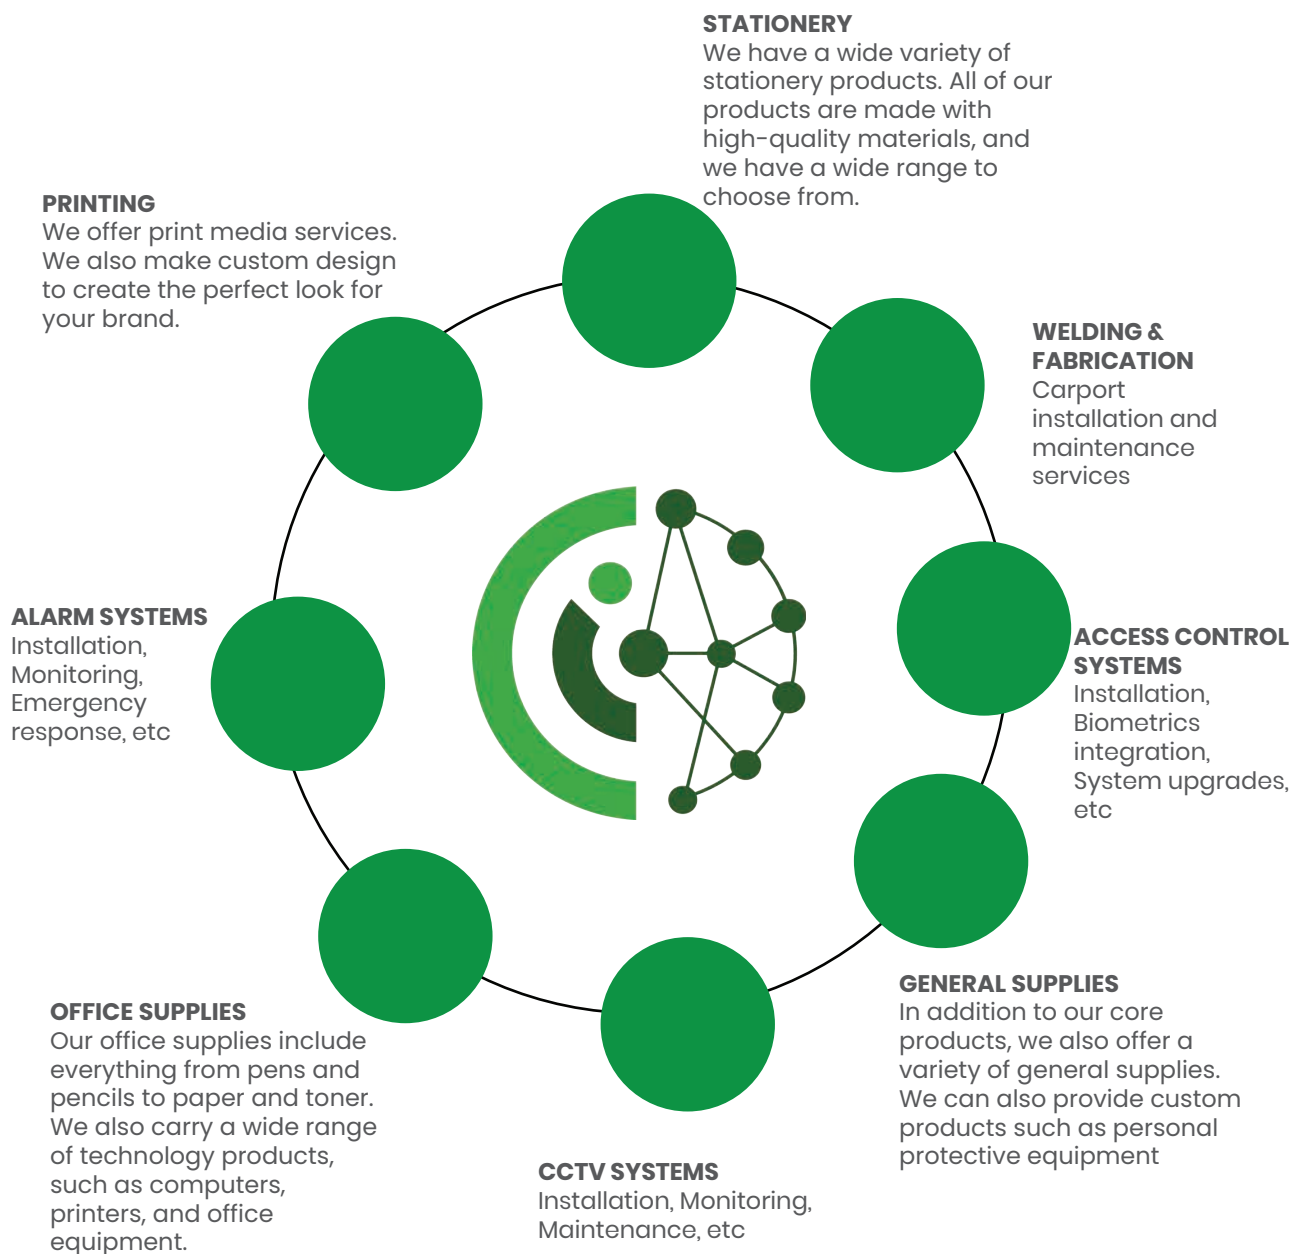 STATIONERY
We have a wide variety of
stationery products. All of our
products are made with
high-quality materials, and
we have a wide range to
choose from.
PRINTING
We offer print media services.
We also make custom design
to create the perfect look for
your brand.
WELDING &
FABRICATION
Carport
installation and
maintenance
services
ALARM SYSTEMS
Installation,
Monitoring,
Emergency
response, etc
ACCESS CONTROL
SYSTEMS
Installation,
Biometrics
integration,
System upgrades,
etc
GENERAL SUPPLIES
In addition to our core
products, we also offer a
variety of general supplies.
We can also provide custom
products such as personal
protective equipment
OFFICE SUPPLIES
Our office supplies include
everything from pens and
pencils to paper and toner.
We also carry a wide range
of technology products,
such as computers,
printers, and office
equipment.
CCTV SYSTEMS
Installation, Monitoring,
Maintenance, etc